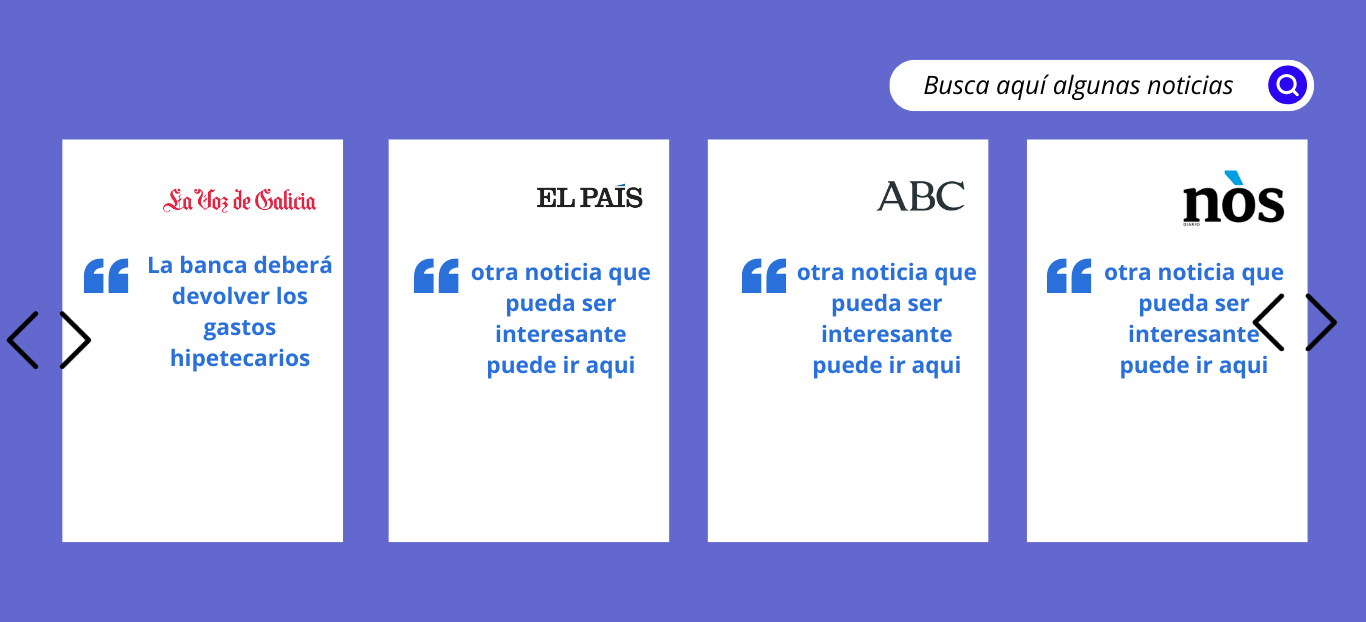 Busca aquí algunas noticias
La Voz de Galicia
La banca deberá
devolver los
gastos
hipetecarios
EL PAÍS
otra noticia que
pueda ser
interesante
puede ir aqui
ABC
otra noticia que
pueda ser
interesante
puede ir aqui
nòs
DIARIO
otra noticia que
pueda ser
interesante
puede ir aqui